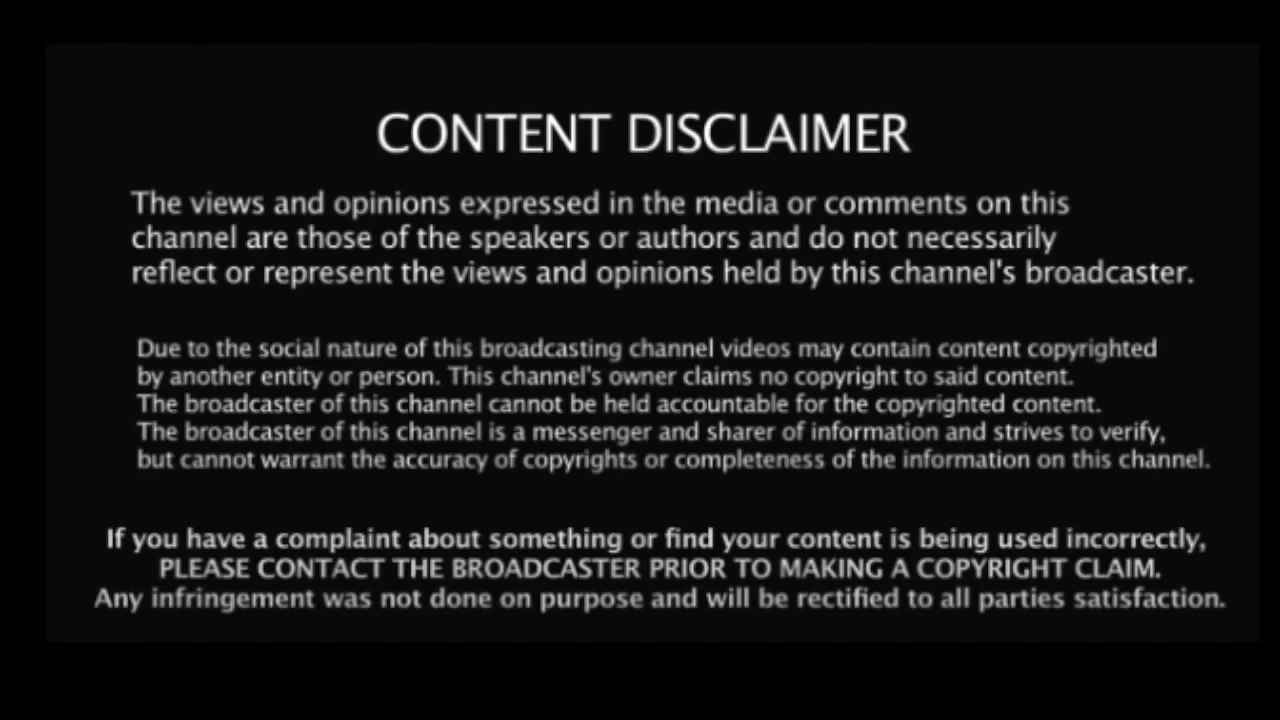 CONTENT DISCLAIMER
The views and opinions expressed in the media or comments on this
channel are those of the speakers or authors and do not necessarily
reflect or represent the views and opinions held by this channel's broadcaster.
Due to the social nature of this broadcasting channel videos may contain content copyrighted
by another entity or person. This channel's owner claims no copyright to said content.
The broadcaster of this channel cannot be held accountable for the copyrighted content.
The broadcaster of this channel is a messenger and sharer of information and strives to verify,
but cannot warrant the accuracy of copyrights or completeness of the information on this channel.
If you have a complaint about something or find your content is being used incorrectly,
PLEASE CONTACT THE BROADCASTER PRIOR TO MAKING A COPYRIGHT CLAIM.
Any infringement was not done on purpose and will be rectified to all parties satisfaction.